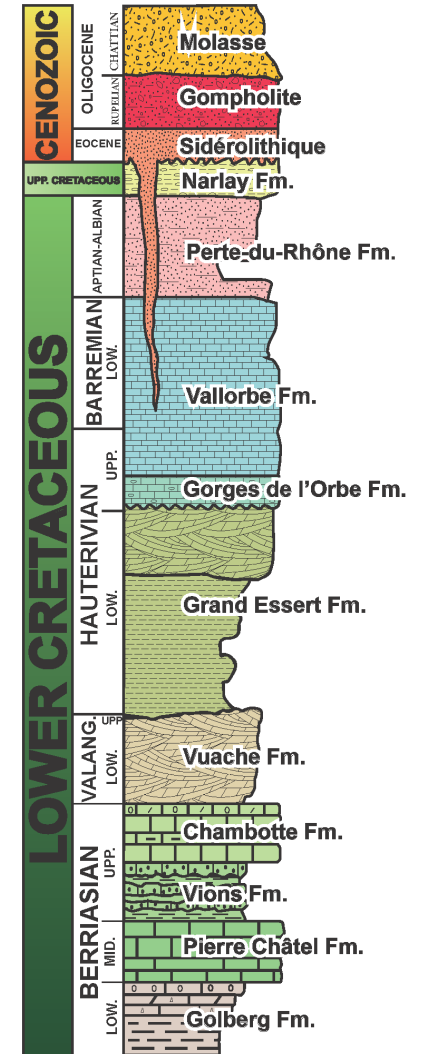 CENOZOIC
OLIGOCENE
CHATTIAN
Molasse
RUPELIAN
Gompholite
EOCENE
Sidérolithique
UPP. CRETACEOUS
Narlay Fm.
LOWER CRETACEOUS
APTIAN-ALBIAN
Perte-du-Rhône Fm.
BARREMIAN
LOW.
Vallorbe Fm.
HAUTERIVIAN
UPP.
Gorges de l'Orbe Fm.
LOW.
Grand Essert Fm.
VALANG.
UPP
LOW.
Vuache Fm.
BERRIASIAN
UPP.
Chambotte Fm.
Vions Fm.
MID.
Pierre Châtel Fm.
LOW.
Golberg Fm.